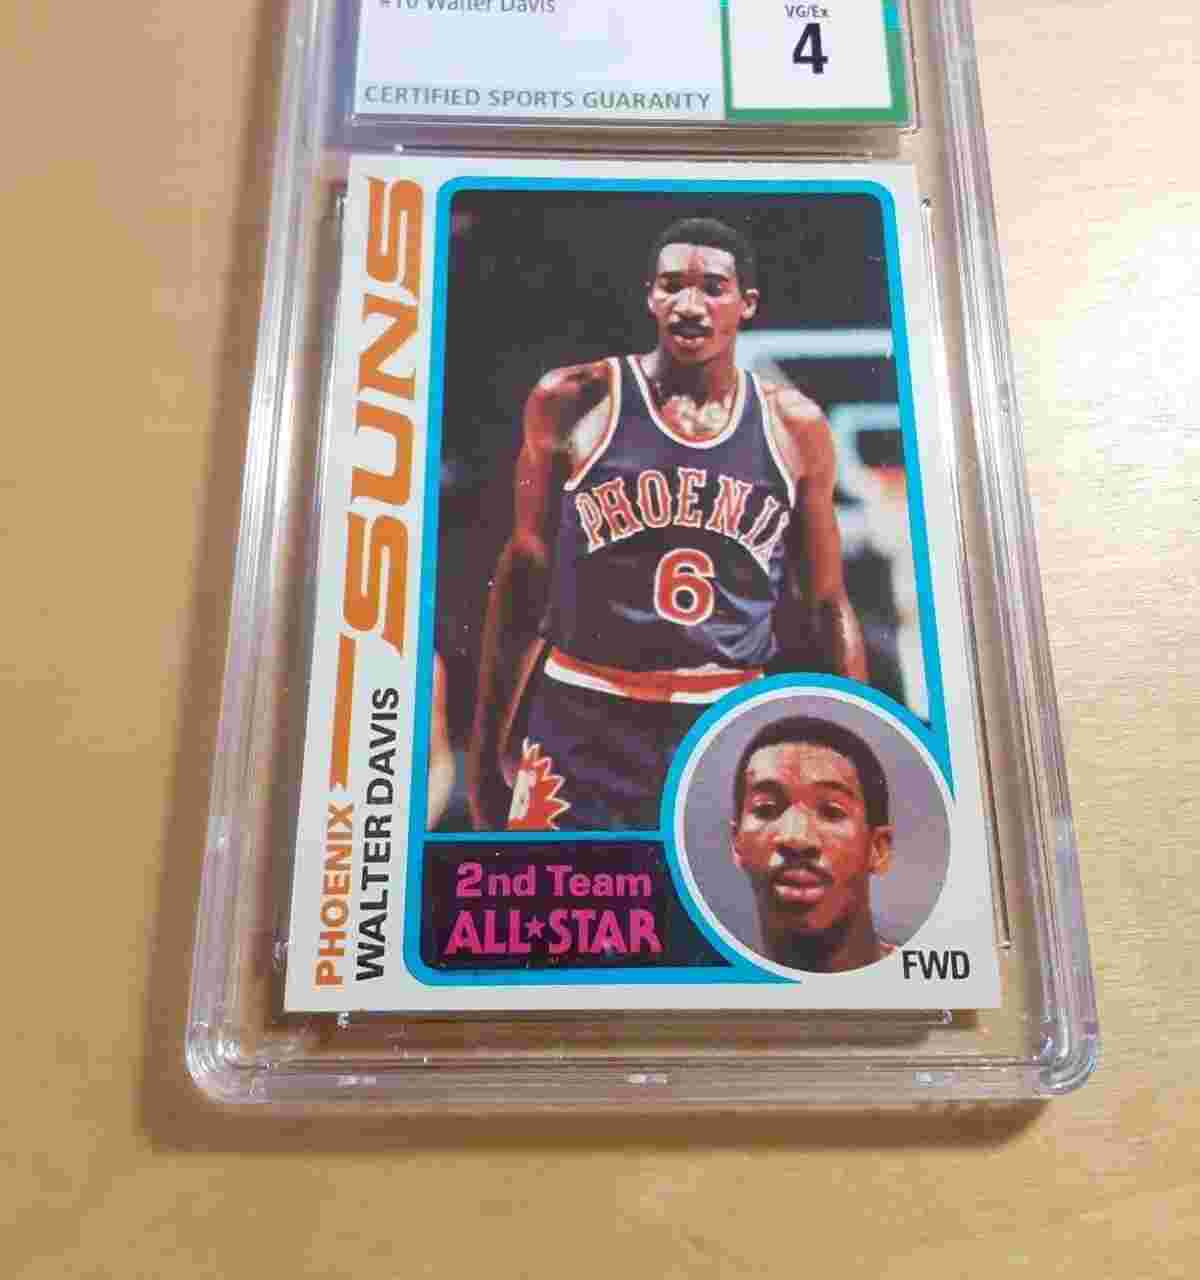 #10 Walter Davis
VG/Ex
4
CERTIFIED SPORTS GUARANTY
PHOENIX SUNS
WALTER DAVIS
PHOENIX
6
2nd Team
ALL★STAR
FWD